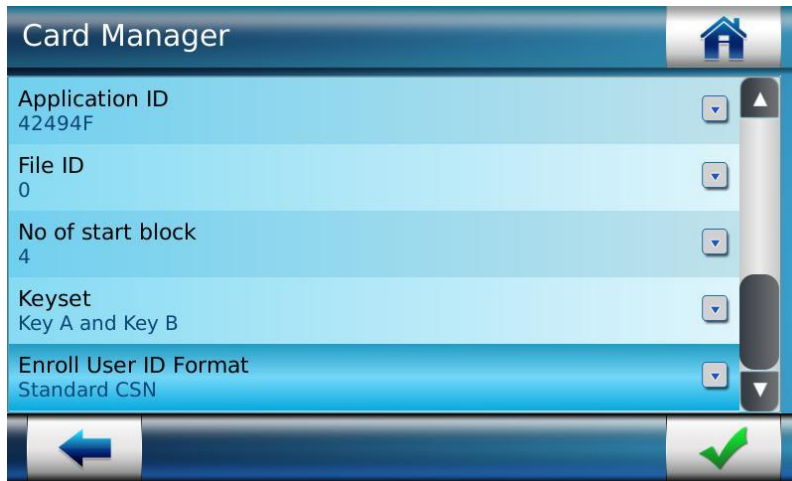 Card Manager
Application ID
42494F
File ID
0
No of start block
4
Keyset
Key A and Key B
Enroll User ID Format
Standard CSN